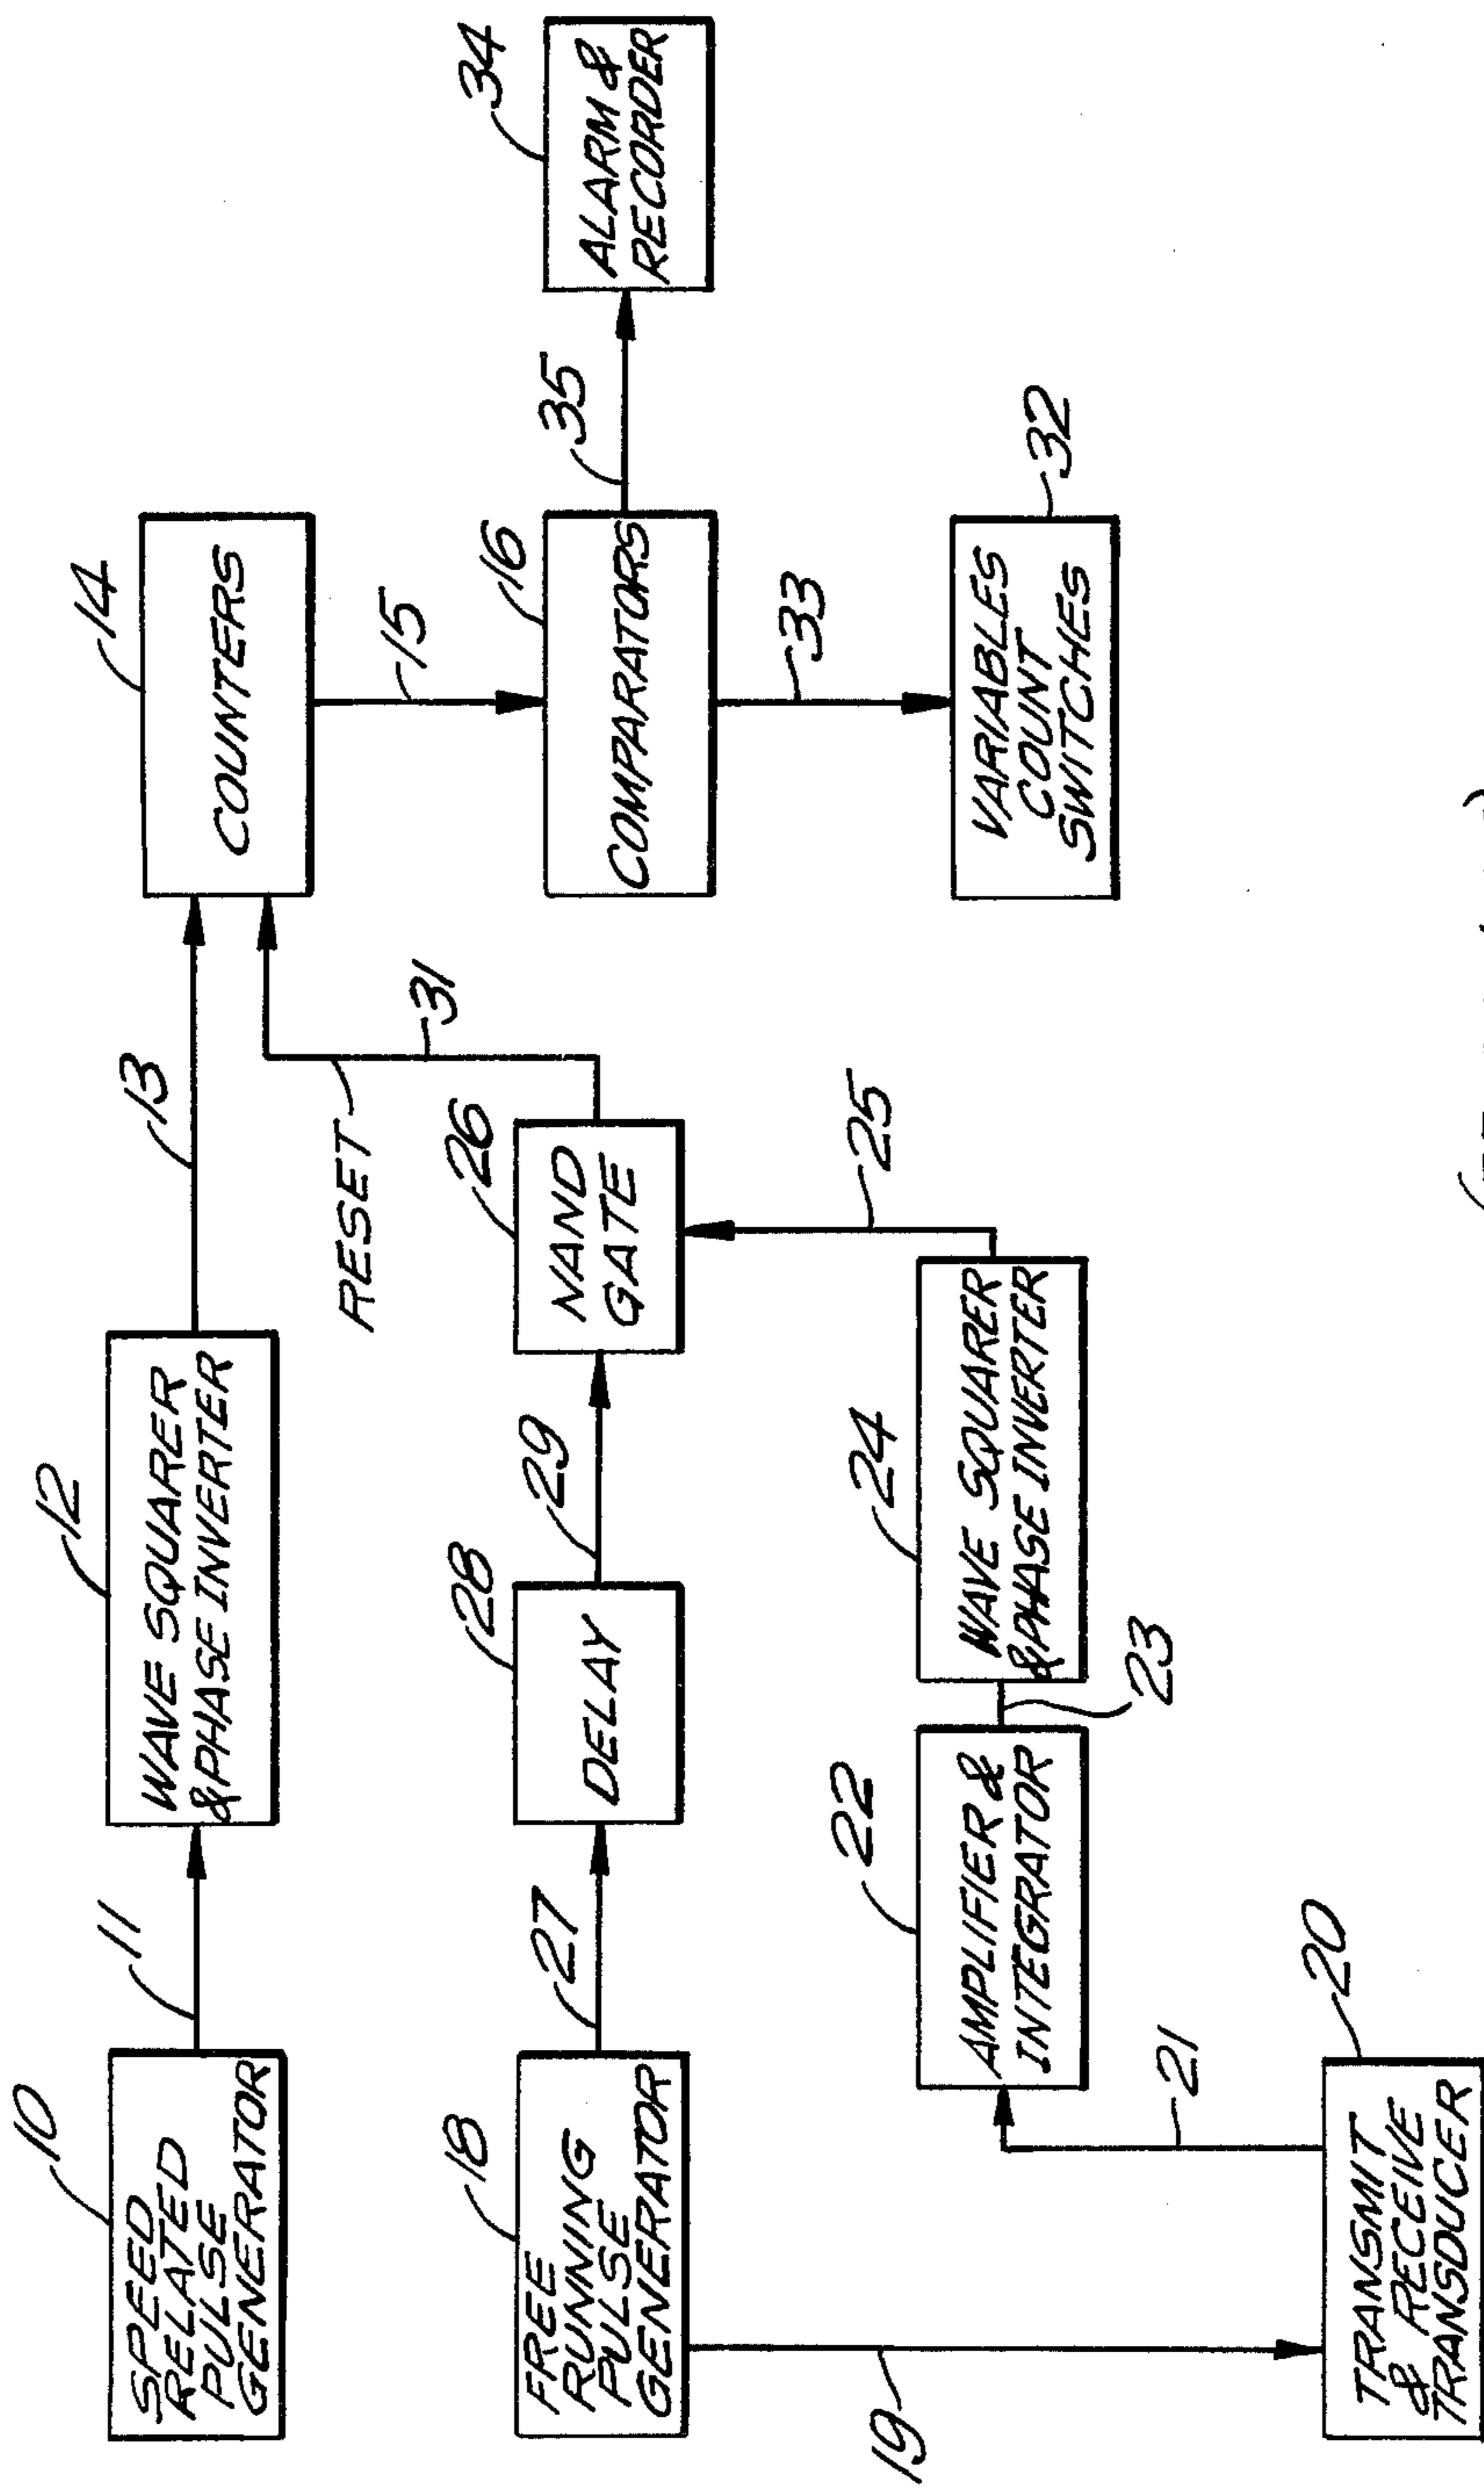 10
SPEED
RELATED
PULSE
GENERATOR
11
12
WAVE SQUARER
& PHASE INVERTER
13
14
COUNTERS
RESET
31
15
18
FREE
RUNNING
PULSE
GENERATOR
27
28
DELAY
29
26
NAND
GATE
16
COMPARATORS
35
34
ALARM &
RECORDER
33
22
AMPLIFIER &
INTEGRATOR
23
24
WAVE SQUARER
& PHASE INVERTER
25
32
VARIABLES
COUNT
SWITCHES
19
21
20
TRANSMIT
& RECEIVE
TRANSDUCER